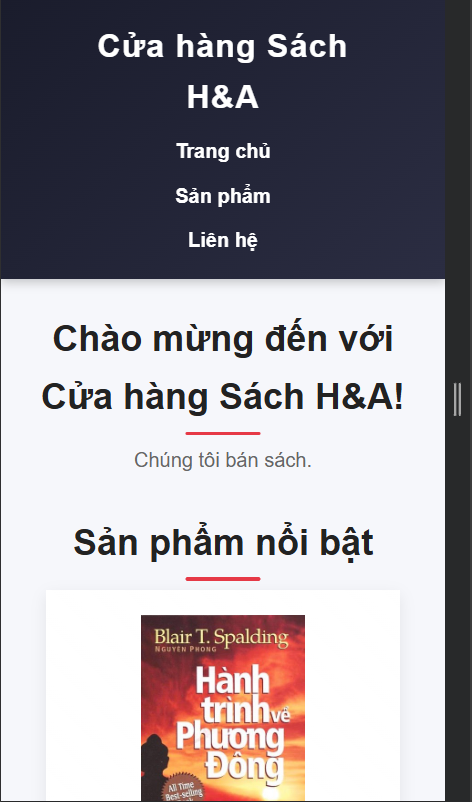 Cửa hàng Sách
H&A
Trang chủ
Sản phẩm
Liên hệ
Chào mừng đến với
Cửa hàng Sách H&A!
Chúng tôi bán sách.
Sản phẩm nổi bật
Blair T. Spalding
NGUYÊN PHONG
Hành
trình về
Phương
Đông
All Time
Best-selling